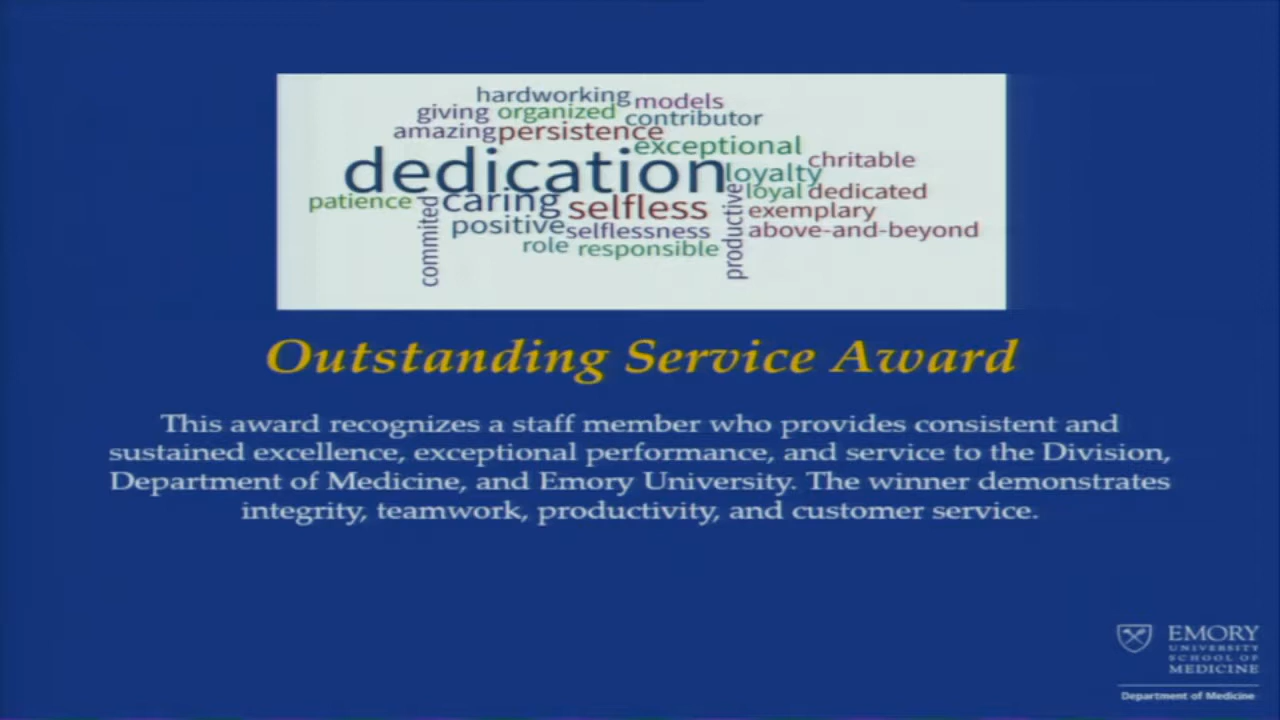 hardworking models
giving organized contributor
amazing persistence
exceptional
dedication loyalty chritable
patience commited caring selfless productive loyal dedicated
exemplary
positive selflessness above-and-beyond
role responsible
Outstanding Service Award
This award recognizes a staff member who provides consistent and
sustained excellence, exceptional performance, and service to the Division,
Department of Medicine, and Emory University. The winner demonstrates
integrity, teamwork, productivity, and customer service.
EMORY
UNIVERSITY
SCHOOL OF
MEDICINE
Department of Medicine